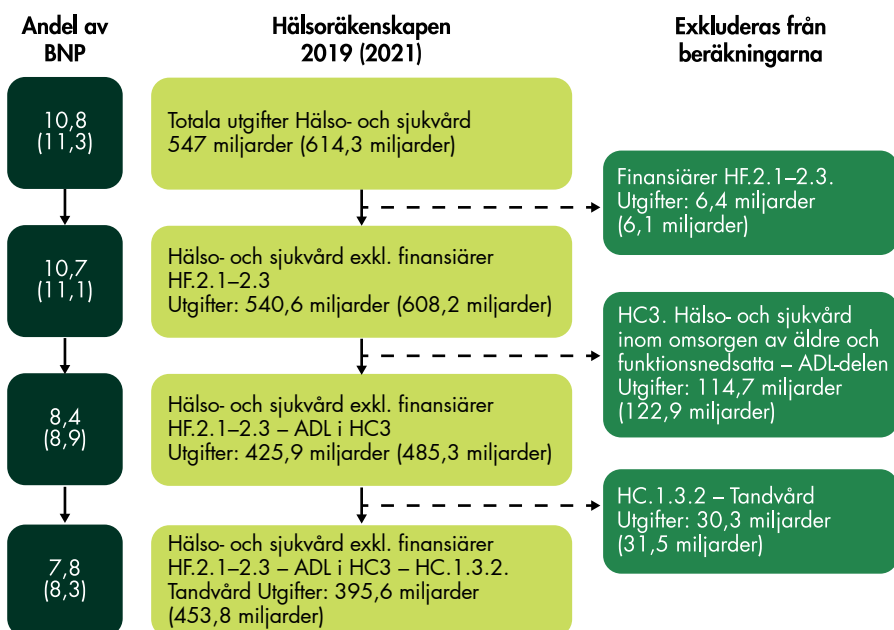 Andel av
BNP
Hälsoräkenskapen
2019 (2021)
Exkluderas från
beräkningarna
10,8
(11,3)
Totala utgifter Hälso- och sjukvård
547 miljarder (614,3 miljarder)
Finansiärer HF.2.1–2.3.
Utgifter: 6,4 miljarder
(6,1 miljarder)
10,7
(11,1)
Hälso- och sjukvård exkl. finansiärer
HF.2.1–2.3
Utgifter: 540,6 miljarder (608,2 miljarder)
HC3. Hälso- och sjukvård
inom omsorgen av äldre och
funktionsnedsatta – ADL-delen
Utgifter: 114,7 miljarder
(122,9 miljarder)
8,4
(8,9)
Hälso- och sjukvård exkl. finansiärer
HF.2.1–2.3 – ADL i HC3
Utgifter: 425,9 miljarder (485,3 miljarder)
HC.1.3.2 – Tandvård
Utgifter: 30,3 miljarder
(31,5 miljarder)
7,8
(8,3)
Hälso- och sjukvård exkl. finansiärer
HF.2.1–2.3 – ADL i HC3 – HC.1.3.2.
Tandvård Utgifter: 395,6 miljarder
(453,8 miljarder)